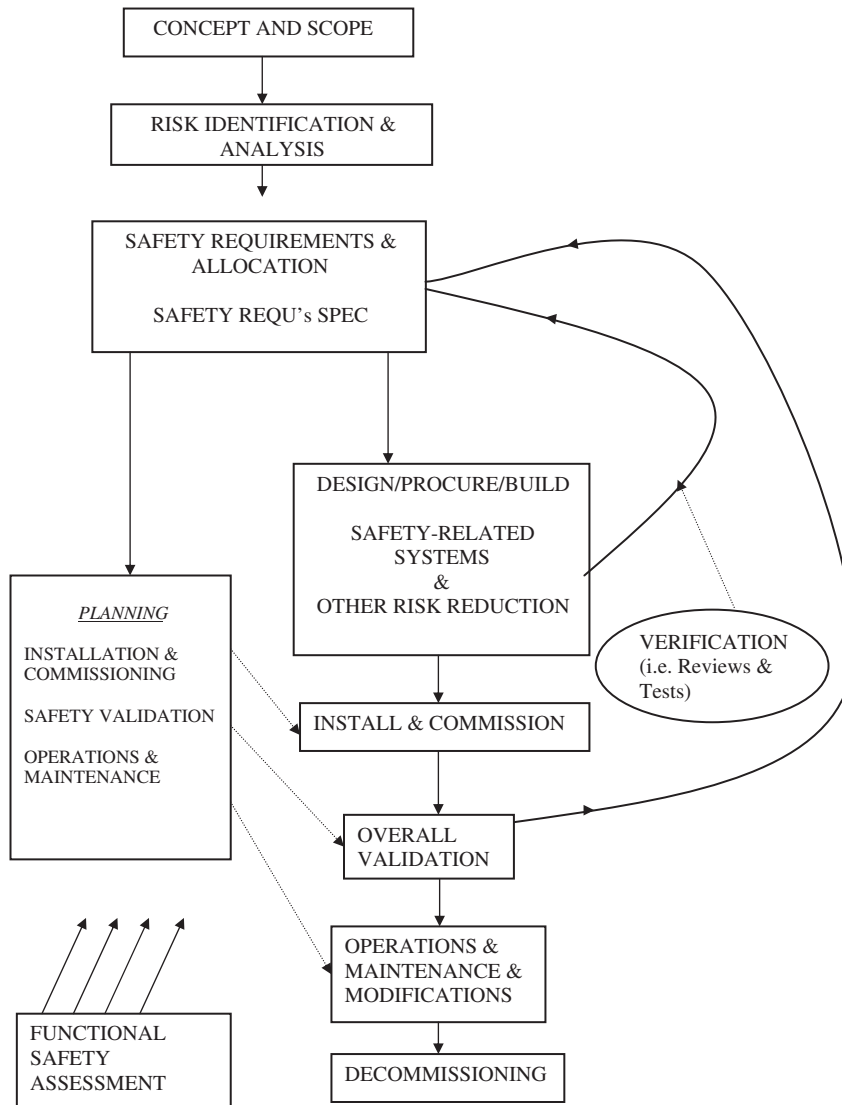 CONCEPT AND SCOPE
RISK IDENTIFICATION &
ANALYSIS
SAFETY REQUIREMENTS &
ALLOCATION
SAFETY REQU's SPEC
DESIGN/PROCURE/BUILD
SAFETY-RELATED
SYSTEMS
&
OTHER RISK REDUCTION
PLANNING
INSTALLATION &
COMMISSIONING
SAFETY VALIDATION
OPERATIONS &
MAINTENANCE
VERIFICATION
(i.e. Reviews &
Tests)
INSTALL & COMMISSION
OVERALL
VALIDATION
OPERATIONS &
MAINTENANCE &
MODIFICATIONS
FUNCTIONAL
SAFETY
ASSESSMENT
DECOMMISSIONING